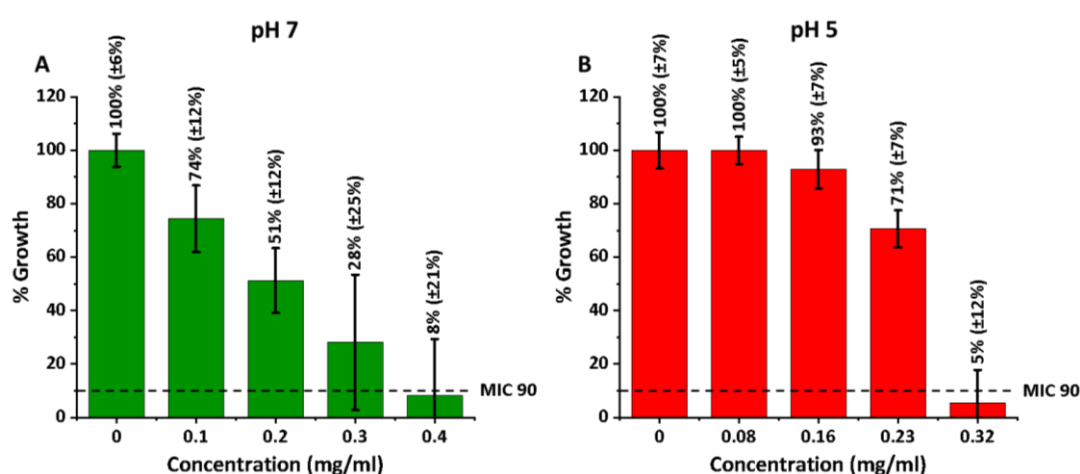 pH 7
A
100% (±6%)
74% (±12%)
51% (±12%)
28% (±25%)
8% (±21%)
120
100
80
60
40
20
0
% Growth
MIC 90
0 0.1 0.2 0.3 0.4
Concentration (mg/ml)
pH 5
B
100% (±7%)
100% (±5%)
93% (±7%)
71% (±7%)
5% (±12%)
120
100
80
60
40
20
0
% Growth
MIC 90
0 0.08 0.16 0.23 0.32
Concentration (mg/ml)